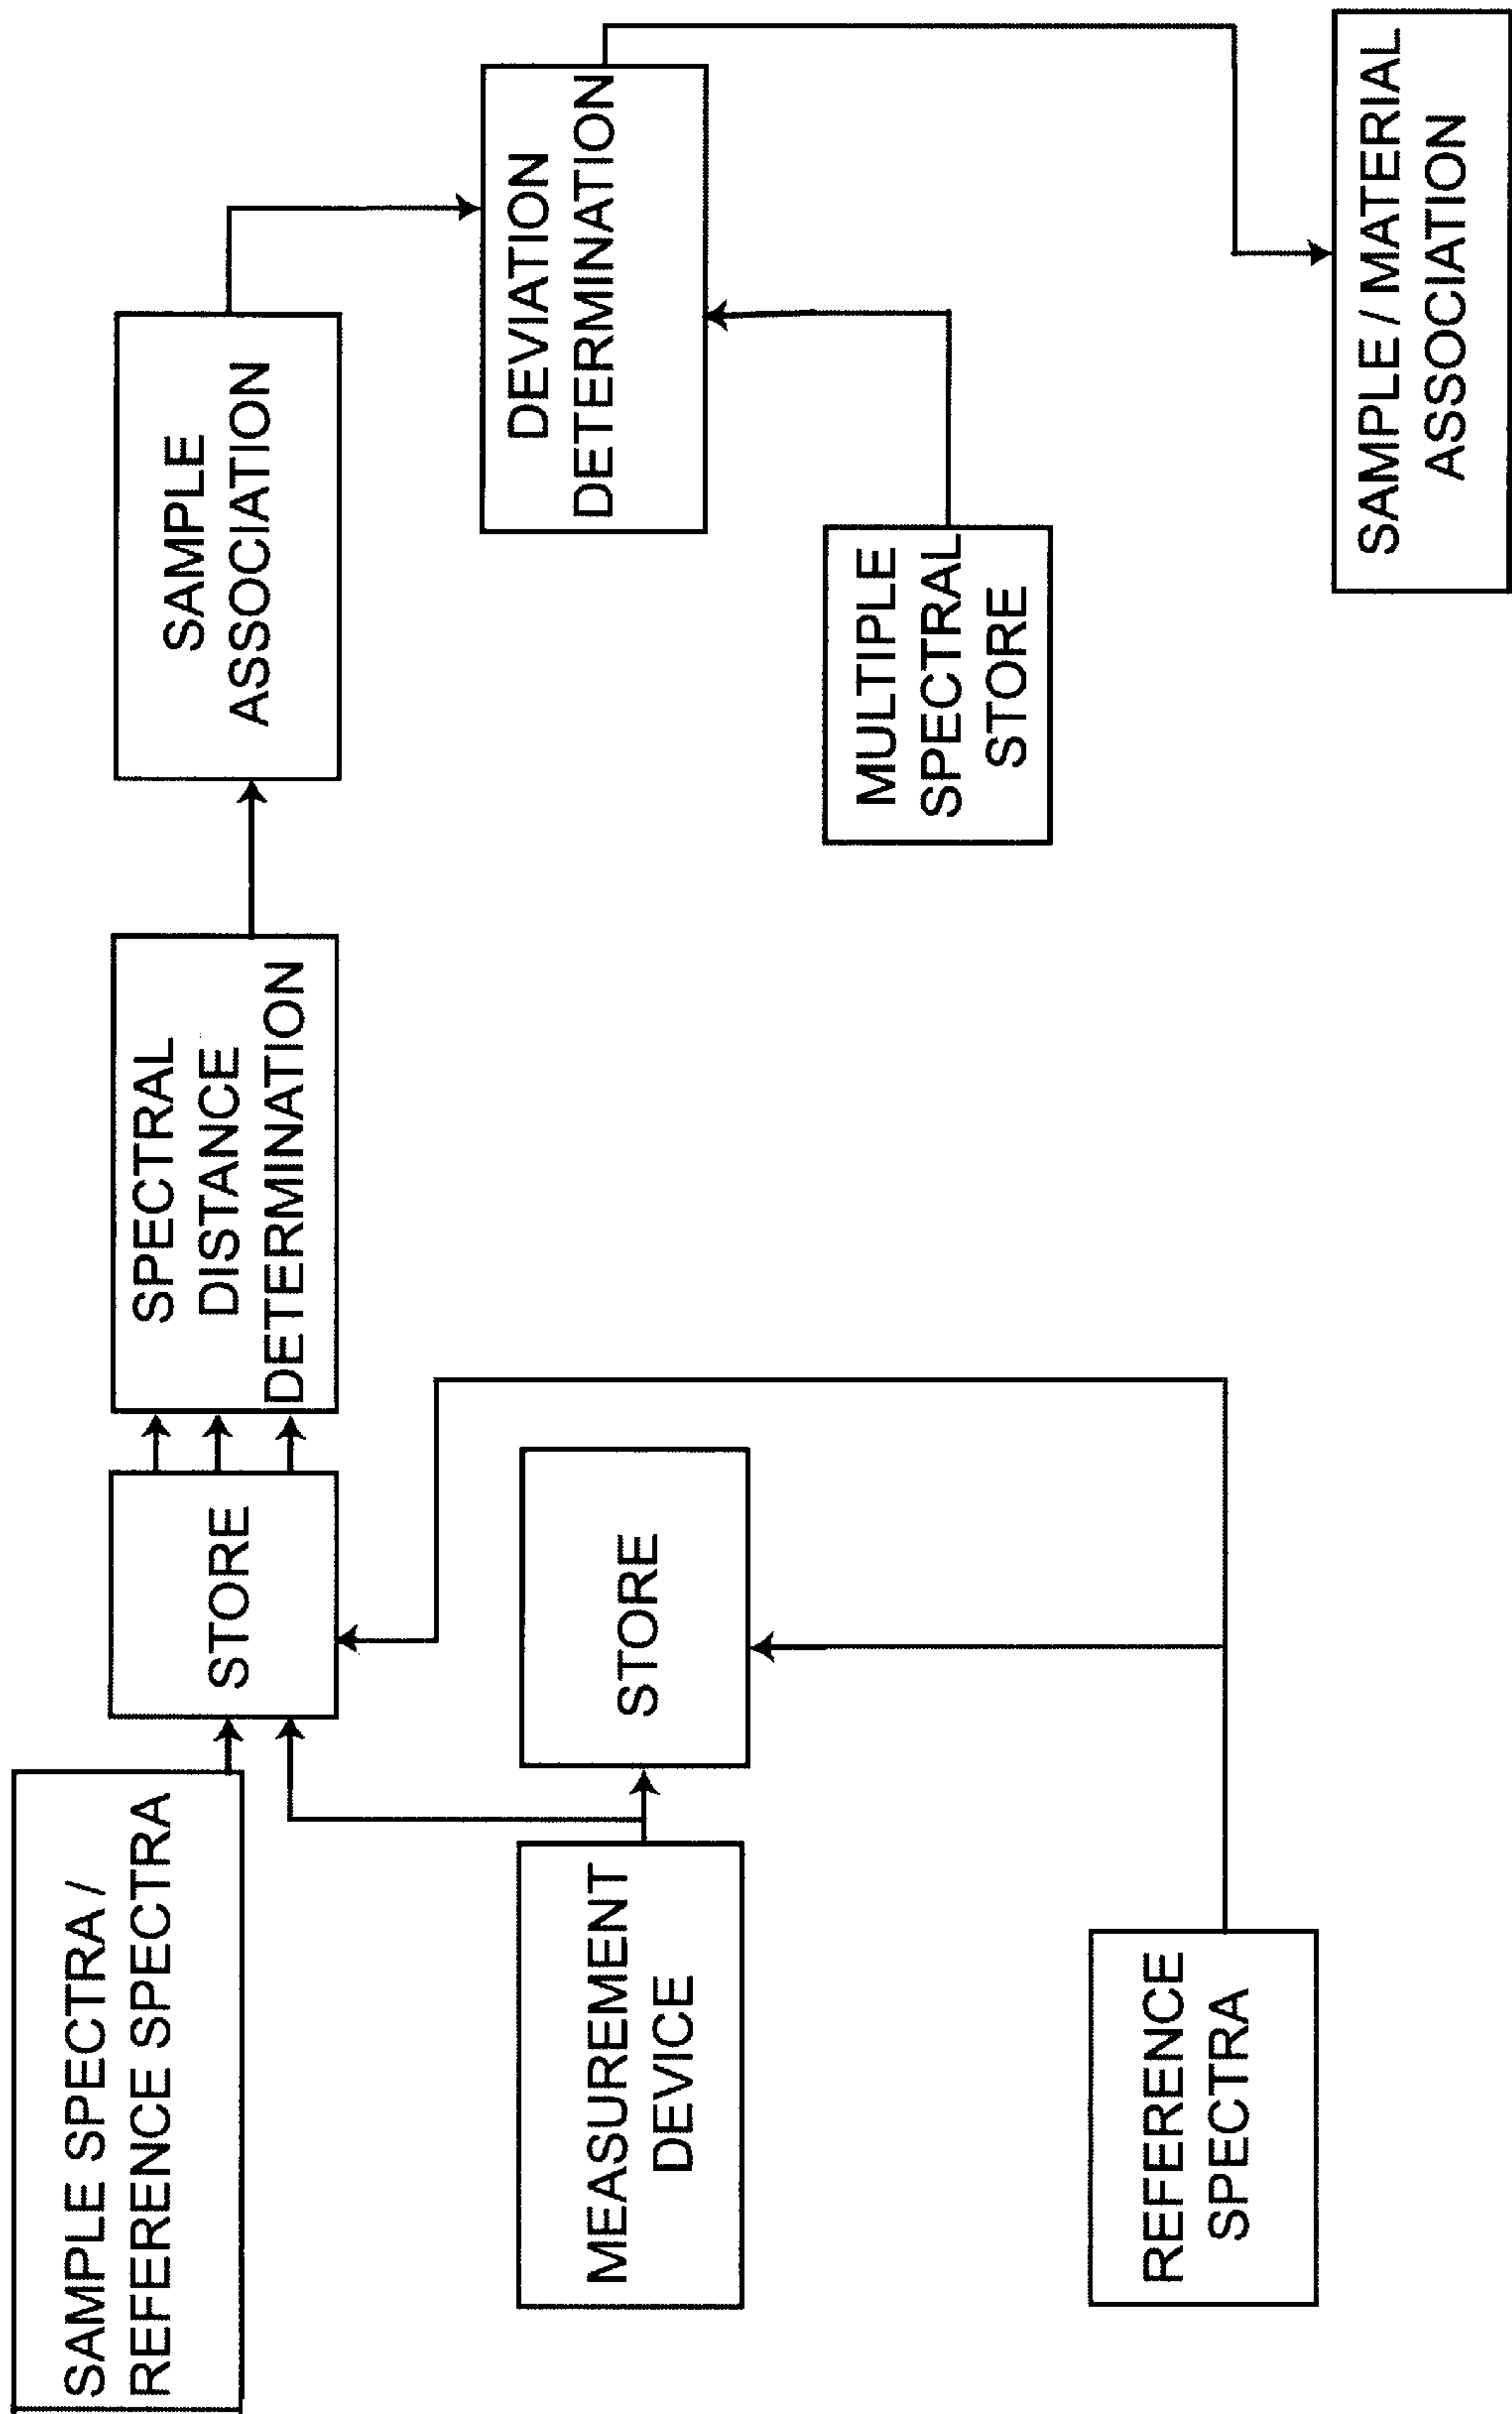 SAMPLE SPECTRA /
REFERENCE SPECTRA
STORE
SPECTRAL
DISTANCE
DETERMINATION
SAMPLE
ASSOCIATION
MEASUREMENT
DEVICE
STORE
DEVIATION
DETERMINATION
REFERENCE
SPECTRA
MULTIPLE
SPECTRAL
STORE
SAMPLE / MATERIAL
ASSOCIATION